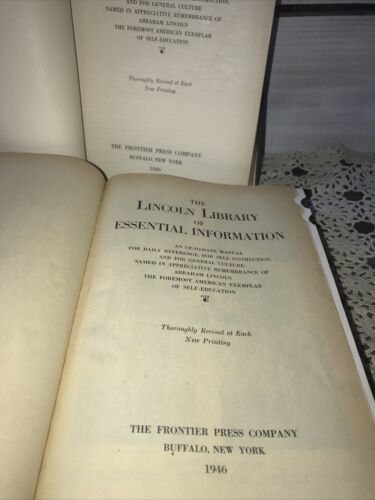 AND FOR GENERAL CULTURE
NAMED IN APPRECIATIVE REMEMBRANCE OF
ABRAHAM LINCOLN
THE FOREMOST AMERICAN EXEMPLAR
OF SELF-EDUCATION
Thoroughly Revised at Each
New Printing
THE FRONTIER PRESS COMPANY
BUFFALO, NEW YORK
1946
THE
LINCOLN LIBRARY
OF
ESSENTIAL INFORMATION
AN UP-TO-DATE MANUAL
FOR DAILY REFERENCE, FOR SELF-INSTRUCTION,
AND FOR GENERAL CULTURE
NAMED IN APPRECIATIVE REMEMBRANCE OF
ABRAHAM LINCOLN
THE FOREMOST AMERICAN EXEMPLAR
OF SELF-EDUCATION
Thoroughly Revised at Each
New Printing
THE FRONTIER PRESS COMPANY
BUFFALO, NEW YORK
1946